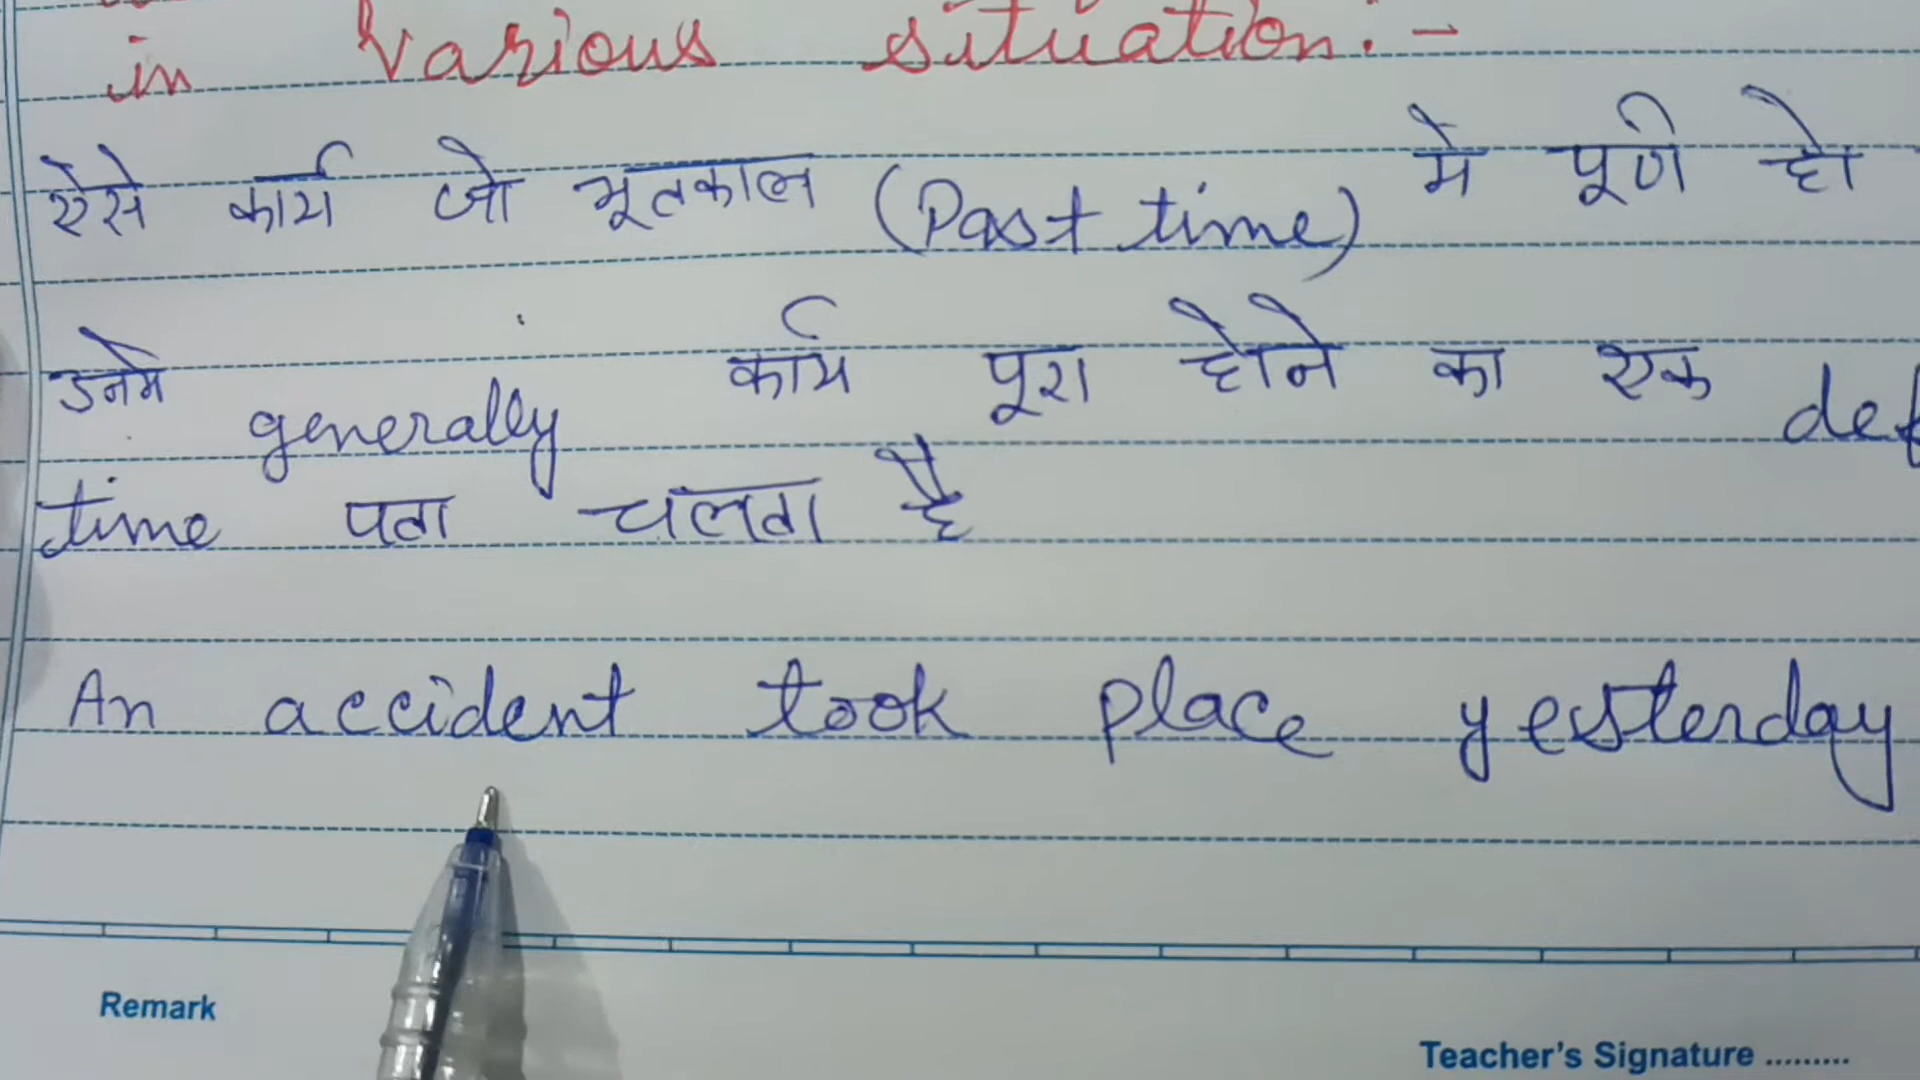 in various situation:-
ऐसे कार्य जो भूतकाल (Past time) मे पूर्ण हो
उनमे generally कार्य पूरा होने का एक def
time पता चलता है
An accident took place yesterday
Remark
Teacher's Signature .........